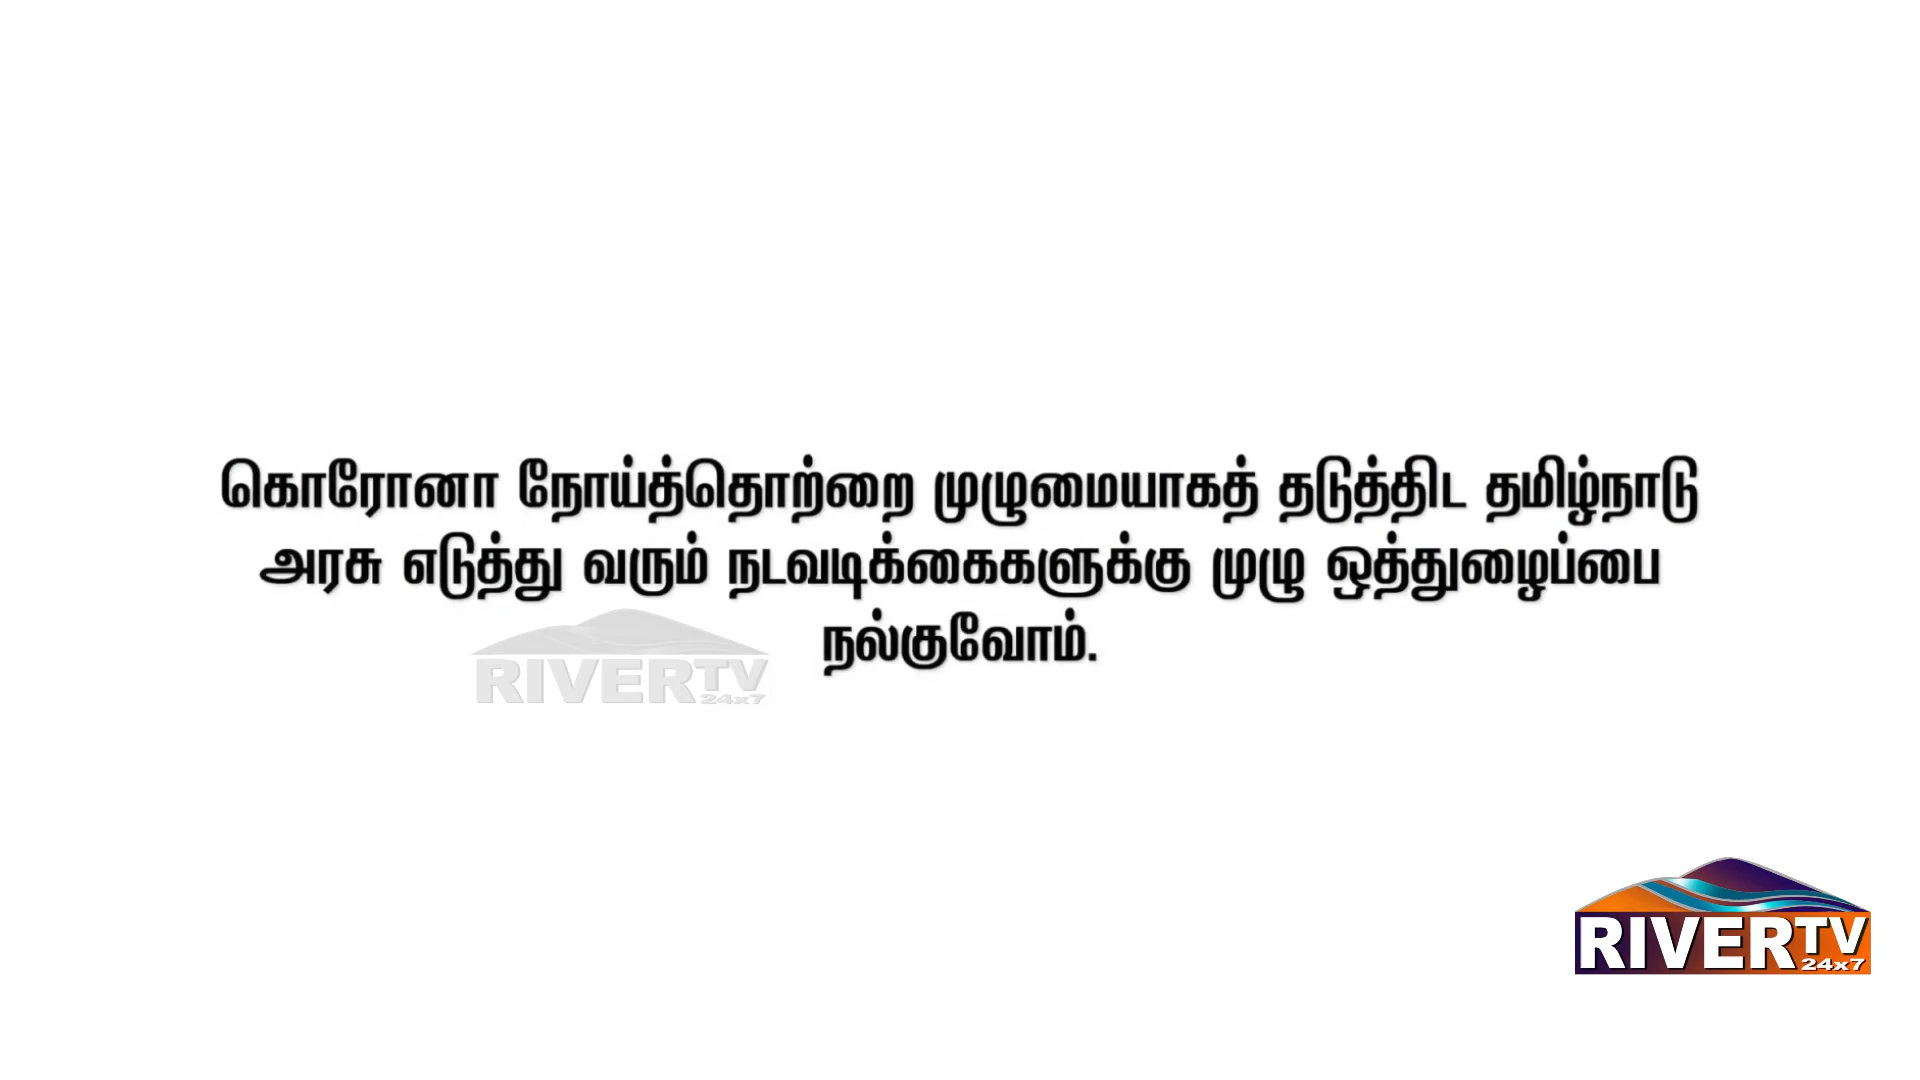 கொரோனா நோய்த்தொற்றை முழுமையாகத் தடுத்திட தமிழ்நாடு
அரசு எடுத்து வரும் நடவடிக்கைகளுக்கு முழு ஒத்துழைப்பை
நல்குவோம்.
RIVERTV
24x7
RIVERTV
24x7